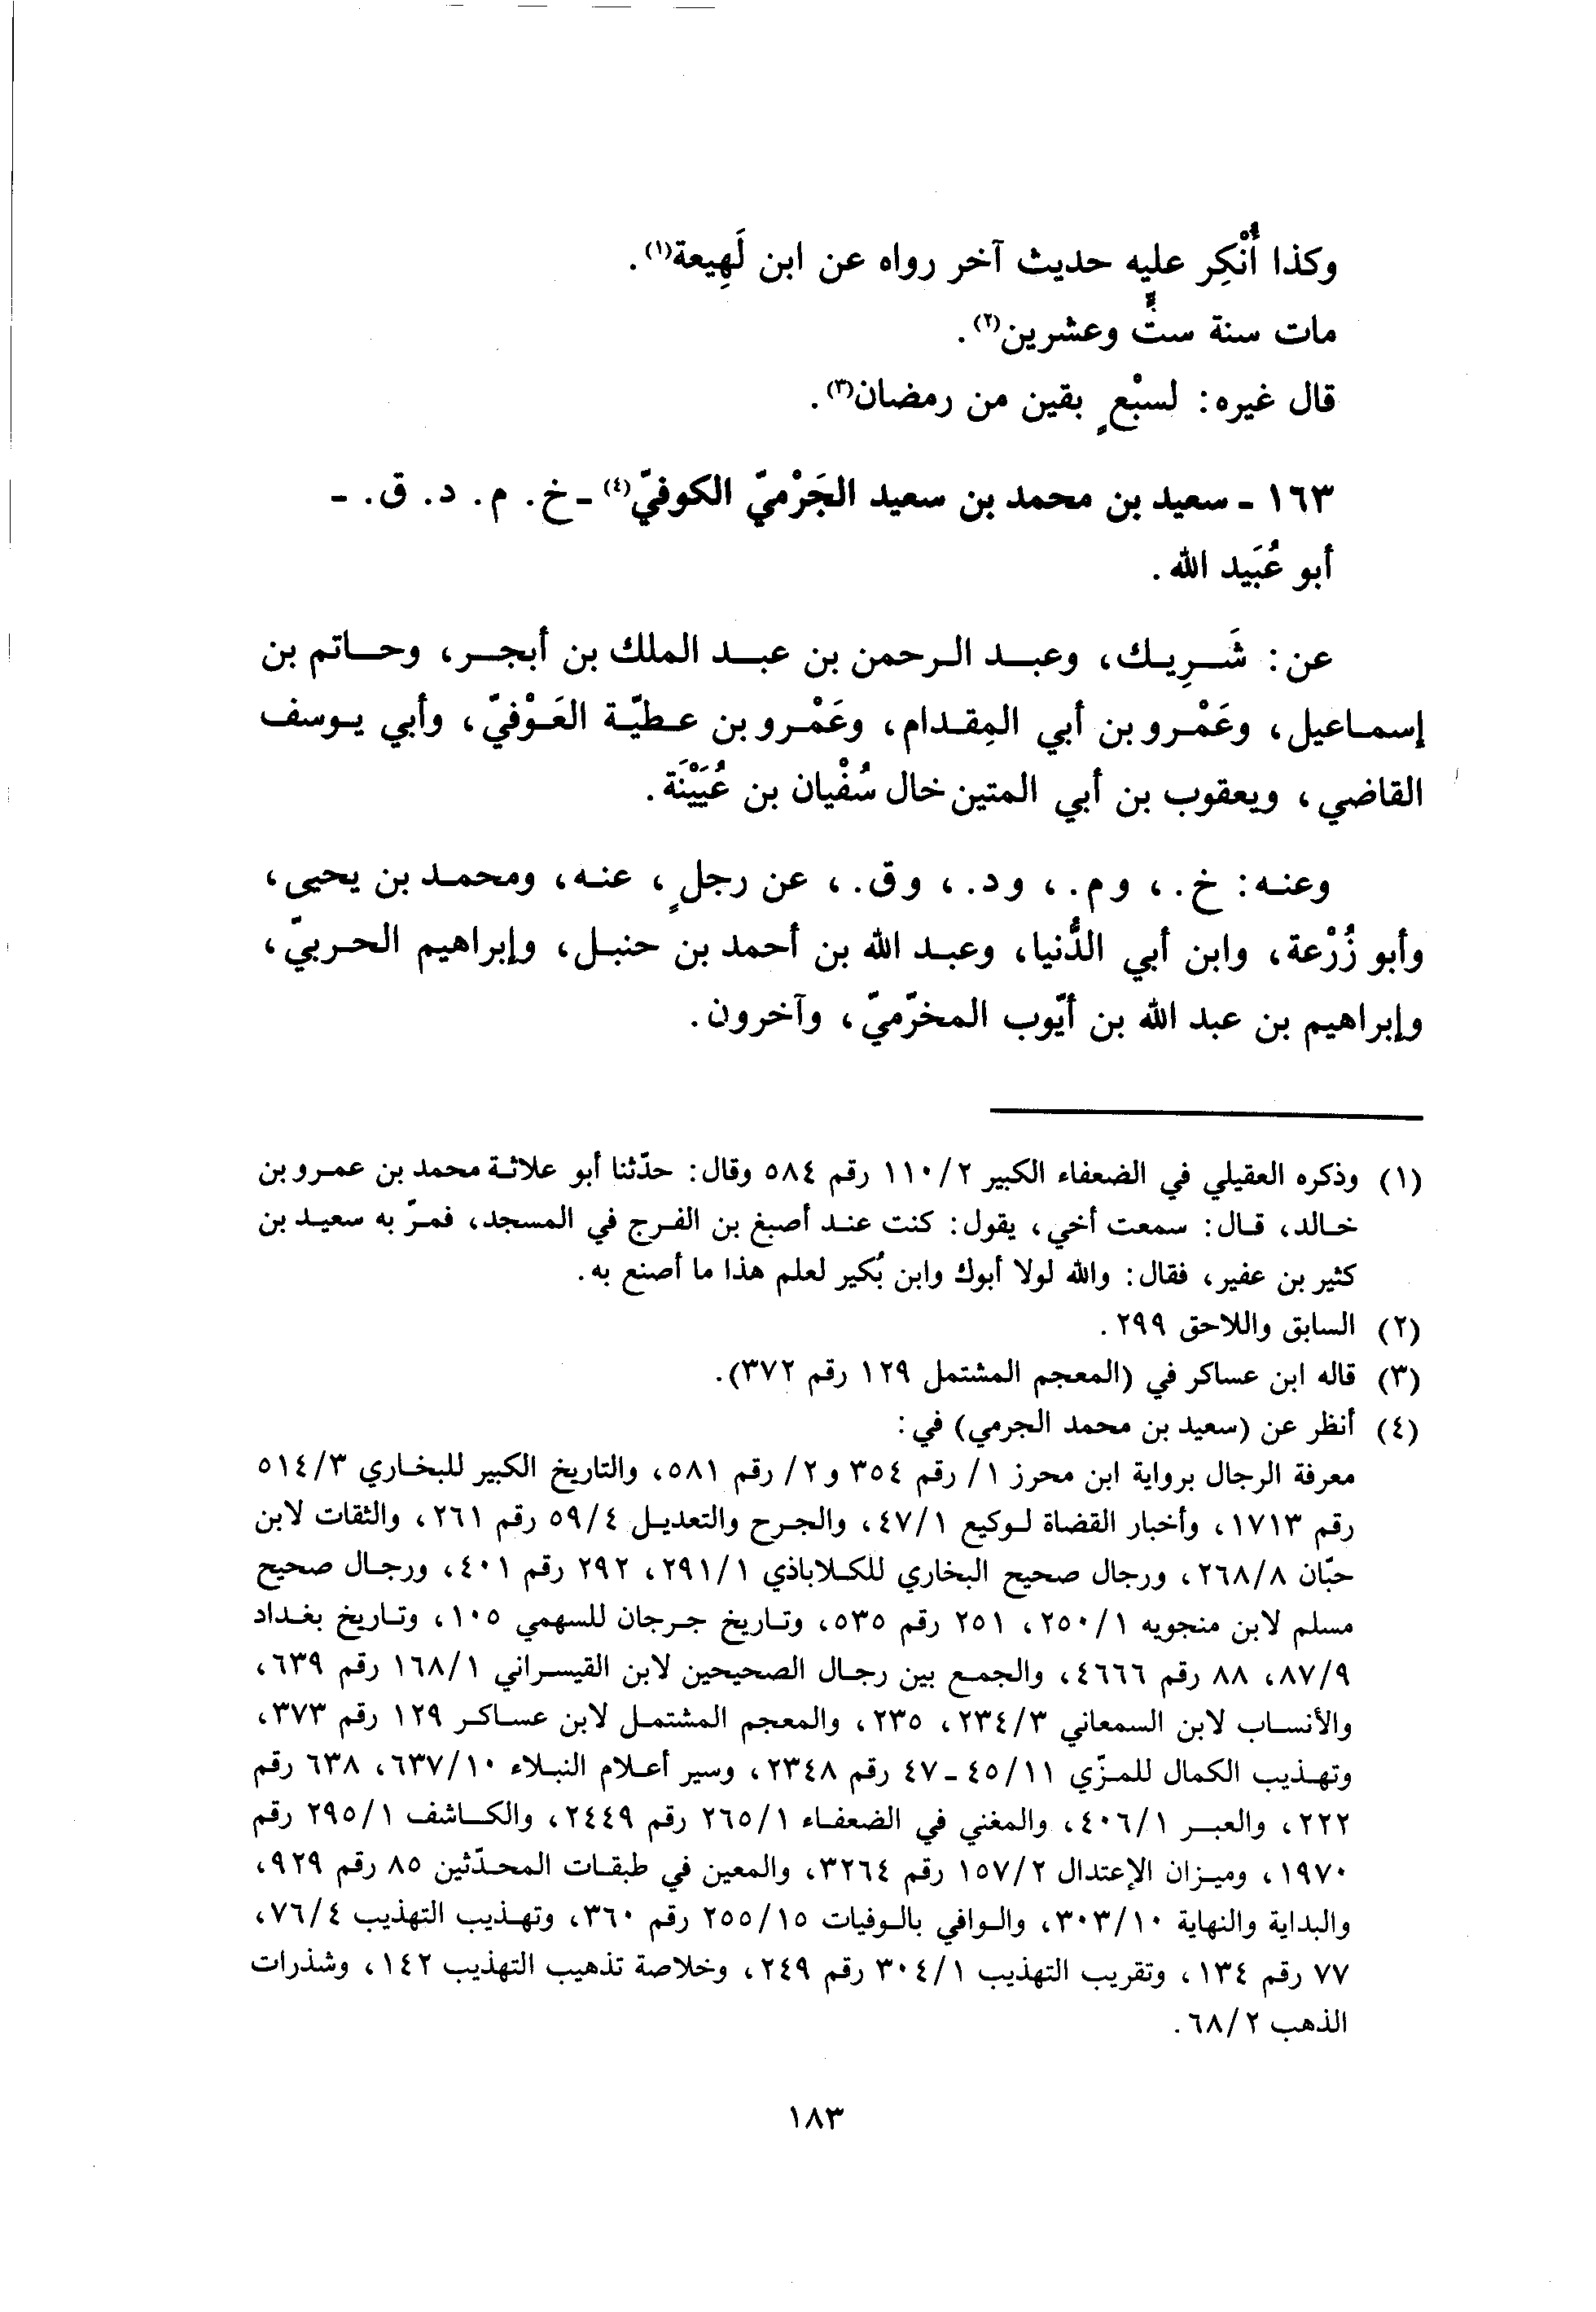 وكذا أُنْكِر عليه حديث آخر رواه عن ابن لَهِيعة(١).
مات سنة ستٍّ وعشرين(٢).
قال غيره: لسبْعٍ بقين من رمضان(٣).
١٦٣ - سعيد بن محمد بن سعيد الجَرْميّ الكوفيّ(٤) - خ. م. د. ق. -
أبو عُبَيد الله.
عن: شَرِيك، وعبد الرحمن بن عبد الملك بن أبجر، وحاتم بن
إسماعيل، وعَمْرو بن أبي المِقدام، وعَمْرو بن عطيّة العَوْفيّ، وأبي يوسف
القاضي، ويعقوب بن أبي المتين خال سُفْيان بن عُيَيْنَة.
وعنه: خ.، وم.، ود.، وق.، عن رجلٍ، عنه، ومحمد بن يحيى،
وأبو زُرْعة، وابن أبي الدُّنيا، وعبد الله بن أحمد بن حنبل، وإبراهيم الحربيّ،
وإبراهيم بن عبد الله بن أيّوب المخرّميّ، وآخرون.
(١) وذكره العقيلي في الضعفاء الكبير ١١٠/٢ رقم ٥٨٤ وقال: حدّثنا أبو علاثة محمد بن عمرو بن
خالد، قال: سمعت أخي، يقول: كنت عند أصبغ بن الفرج في المسجد، فمرّ به سعيد بن
كثير بن عفير، فقال: والله لولا أبوك وابن بُكير لعلم هذا ما أصنع به.
(٢) السابق واللاحق ٢٩٩.
(٣) قاله ابن عساكر في (المعجم المشتمل ١٢٩ رقم ٣٧٢).
(٤) أنظر عن (سعيد بن محمد الجرمي) في:
معرفة الرجال برواية ابن محرز ١/ رقم ٣٥٤ و٢/ رقم ٥٨١، والتاريخ الكبير للبخاري ٥١٤/٣
رقم ١٧١٣، وأخبار القضاة لوكيع ٤٧/١، والجرح والتعديل ٥٩/٤ رقم ٢٦١، والثقات لابن
حبّان ٢٦٨/٨، ورجال صحيح البخاري للكلاباذي ٢٩١/١، ٢٩٢ رقم ٤٠١، ورجال صحيح
مسلم لابن منجويه ٢٥٠/١، ٢٥١ رقم ٥٣٥، وتاريخ جرجان للسهمي ١٠٥، وتاريخ بغداد
٨٧/٩، ٨٨ رقم ٤٦٦٦، والجمع بين رجال الصحيحين لابن القيسراني ١٦٨/١ رقم ٦٣٩،
والأنساب لابن السمعاني ٢٣٤/٣، ٢٣٥، والمعجم المشتمل لابن عساكر ١٢٩ رقم ٣٧٣،
وتهذيب الكمال للمزّي ٤٥/١١ - ٤٧ رقم ٢٣٤٨، وسير أعلام النبلاء ٦٣٧/١٠، ٦٣٨ رقم
٢٢٢، والعبر ٤٠٦/١، والمغني في الضعفاء ٢٦٥/١ رقم ٢٤٤٩، والكاشف ٢٩٥/١ رقم
١٩٧٠، وميزان الإعتدال ١٥٧/٢ رقم ٣٢٦٤، والمعين في طبقات المحدّثين ٨٥ رقم ٩٢٩،
والبداية والنهاية ٣٠٣/١٠، والوافي بالوفيات ٢٥٥/١٥ رقم ٣٦٠، وتهذيب التهذيب ٧٦/٤،
٧٧ رقم ١٣٤، وتقريب التهذيب ٣٠٤/١ رقم ٢٤٩، وخلاصة تذهيب التهذيب ١٤٢، وشذرات
الذهب ٦٨/٢.
١٨٣